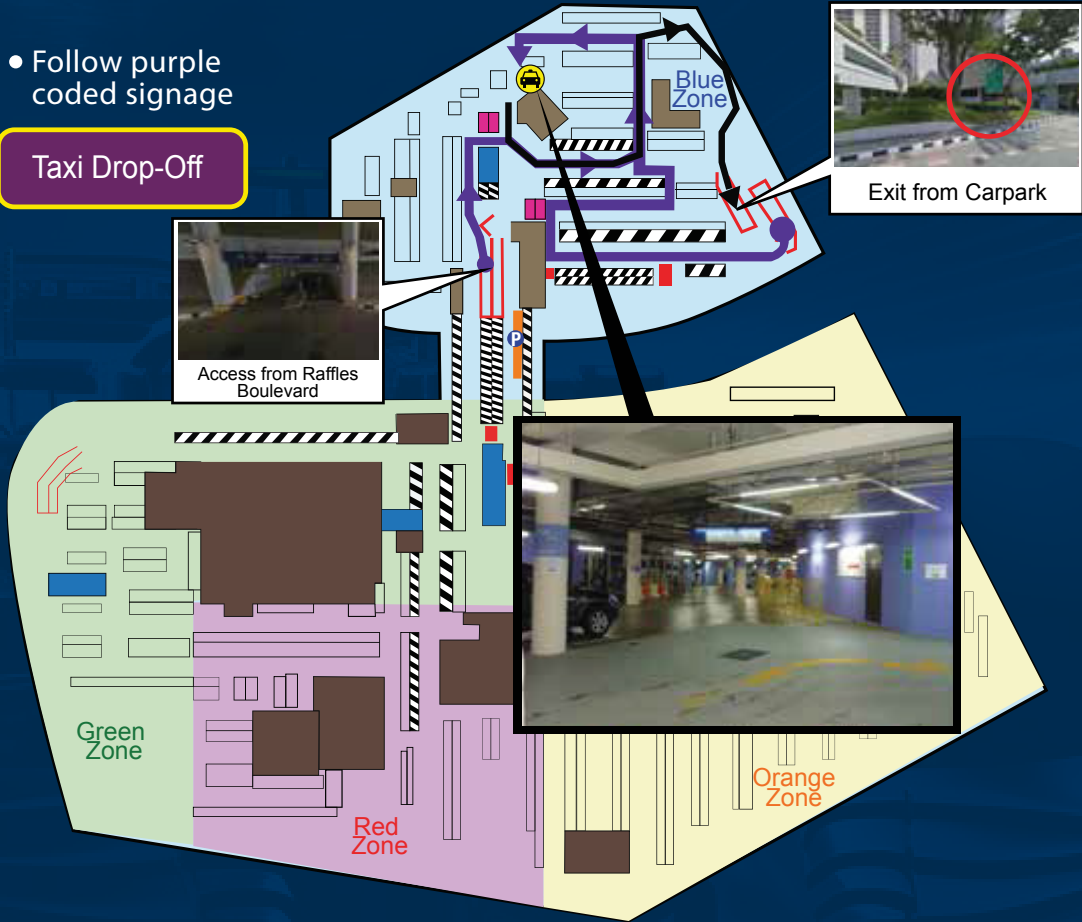 • Follow purple
coded signage
Taxi Drop-Off
Blue
Zone
Exit from Carpark
Access from Raffles
Boulevard
P
Green
Zone
Red
Zone
Orange
Zone